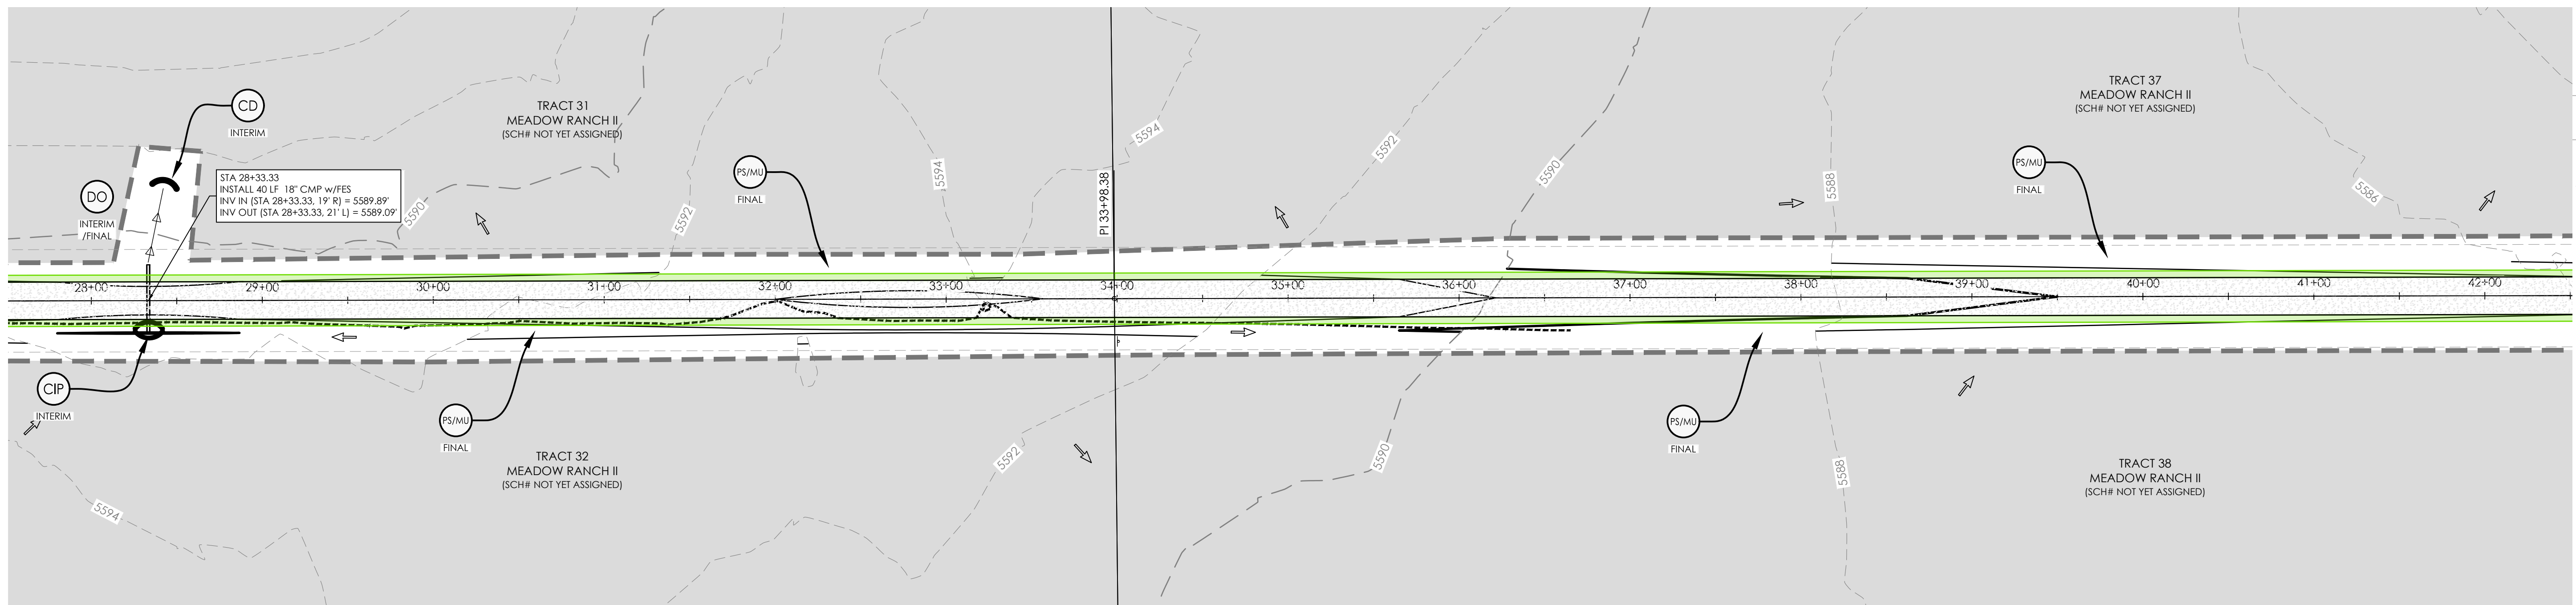 CD
INTERIM
DO
INTERIM
/FINAL
STA 28+33.33
INSTALL 40 LF 18" CMP w/FES
INV IN (STA 28+33.33, 19' R) = 5589.89'
INV OUT (STA 28+33.33, 21' L) = 5589.09'
TRACT 31
MEADOW RANCH II
(SCH# NOT YET ASSIGNED)
PS/MU
FINAL
PI 33+98.38
TRACT 37
MEADOW RANCH II
(SCH# NOT YET ASSIGNED)
PS/MU
FINAL
5590
5592
5594
5594
5592
5590
5588
5586
28+00
29+00
30+00
31+00
32+00
33+00
34+00
35+00
36+00
37+00
38+00
39+00
40+00
41+00
42+00
CIP
INTERIM
PS/MU
FINAL
TRACT 32
MEADOW RANCH II
(SCH# NOT YET ASSIGNED)
PS/MU
FINAL
TRACT 38
MEADOW RANCH II
(SCH# NOT YET ASSIGNED)
5594
5592
5590
5588